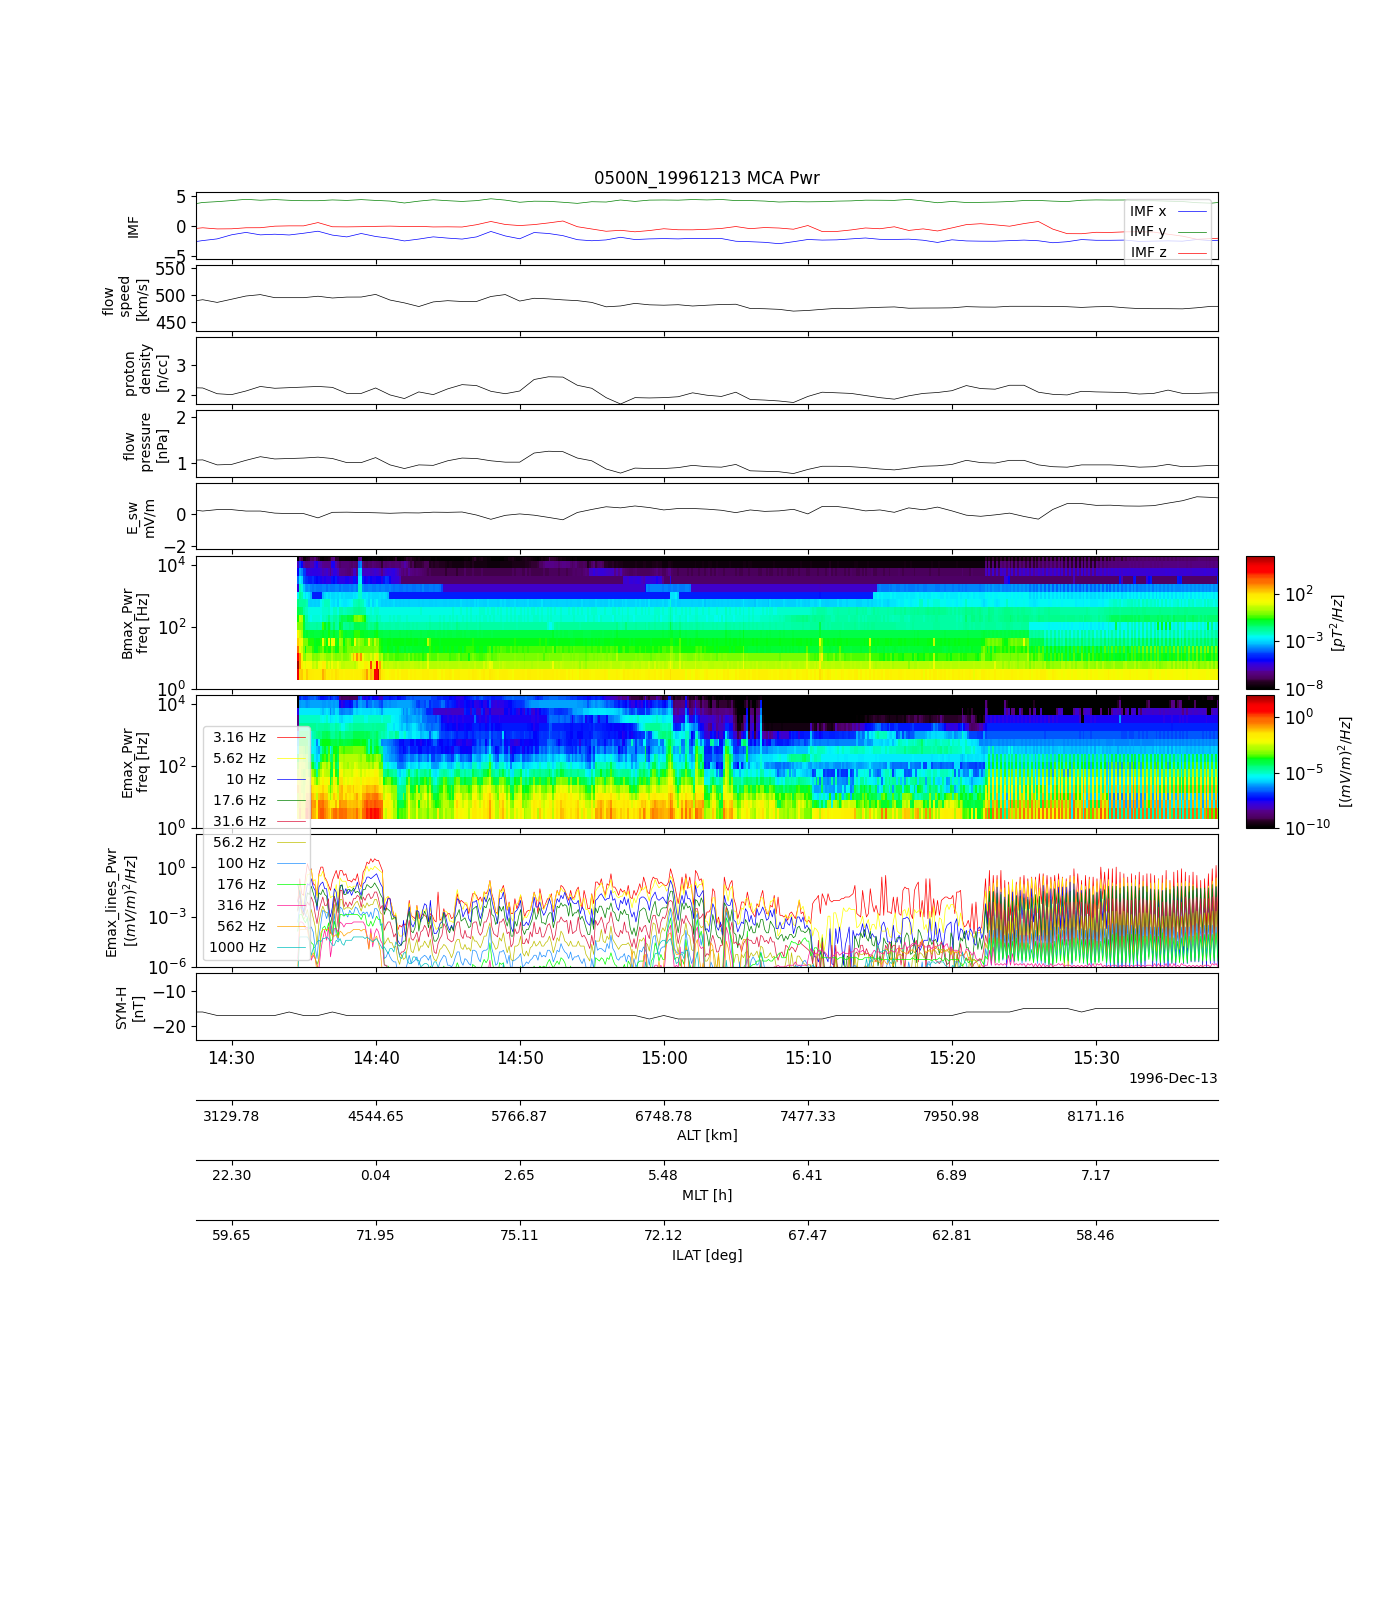 0500N_19961213 MCA Pwr
5
0
−5
IMF
IMF x
IMF y
IMF z
550
500
450
flow
speed
[km/s]
3
2
proton
density
[n/cc]
2
1
flow
pressure
[nPa]
0
−2
E_sw
mV/m
10^4
10^2
10^0
Bmax_Pwr
freq [Hz]
10^2
10^−3
10^−8
[pT^2/Hz]
10^4
10^2
10^0
Emax_Pwr
freq [Hz]
10^0
10^−5
10^−10
[(mV/m)^2/Hz]
3.16 Hz
5.62 Hz
10 Hz
17.6 Hz
31.6 Hz
56.2 Hz
100 Hz
176 Hz
316 Hz
562 Hz
1000 Hz
10^0
10^−3
10^−6
Emax_lines_Pwr
[(mV/m)^2/Hz]
−10
−20
SYM-H
[nT]
14:30 14:40 14:50 15:00 15:10 15:20 15:30
1996-Dec-13
3129.78 4544.65 5766.87 6748.78 7477.33 7950.98 8171.16
ALT [km]
22.30 0.04 2.65 5.48 6.41 6.89 7.17
MLT [h]
59.65 71.95 75.11 72.12 67.47 62.81 58.46
ILAT [deg]